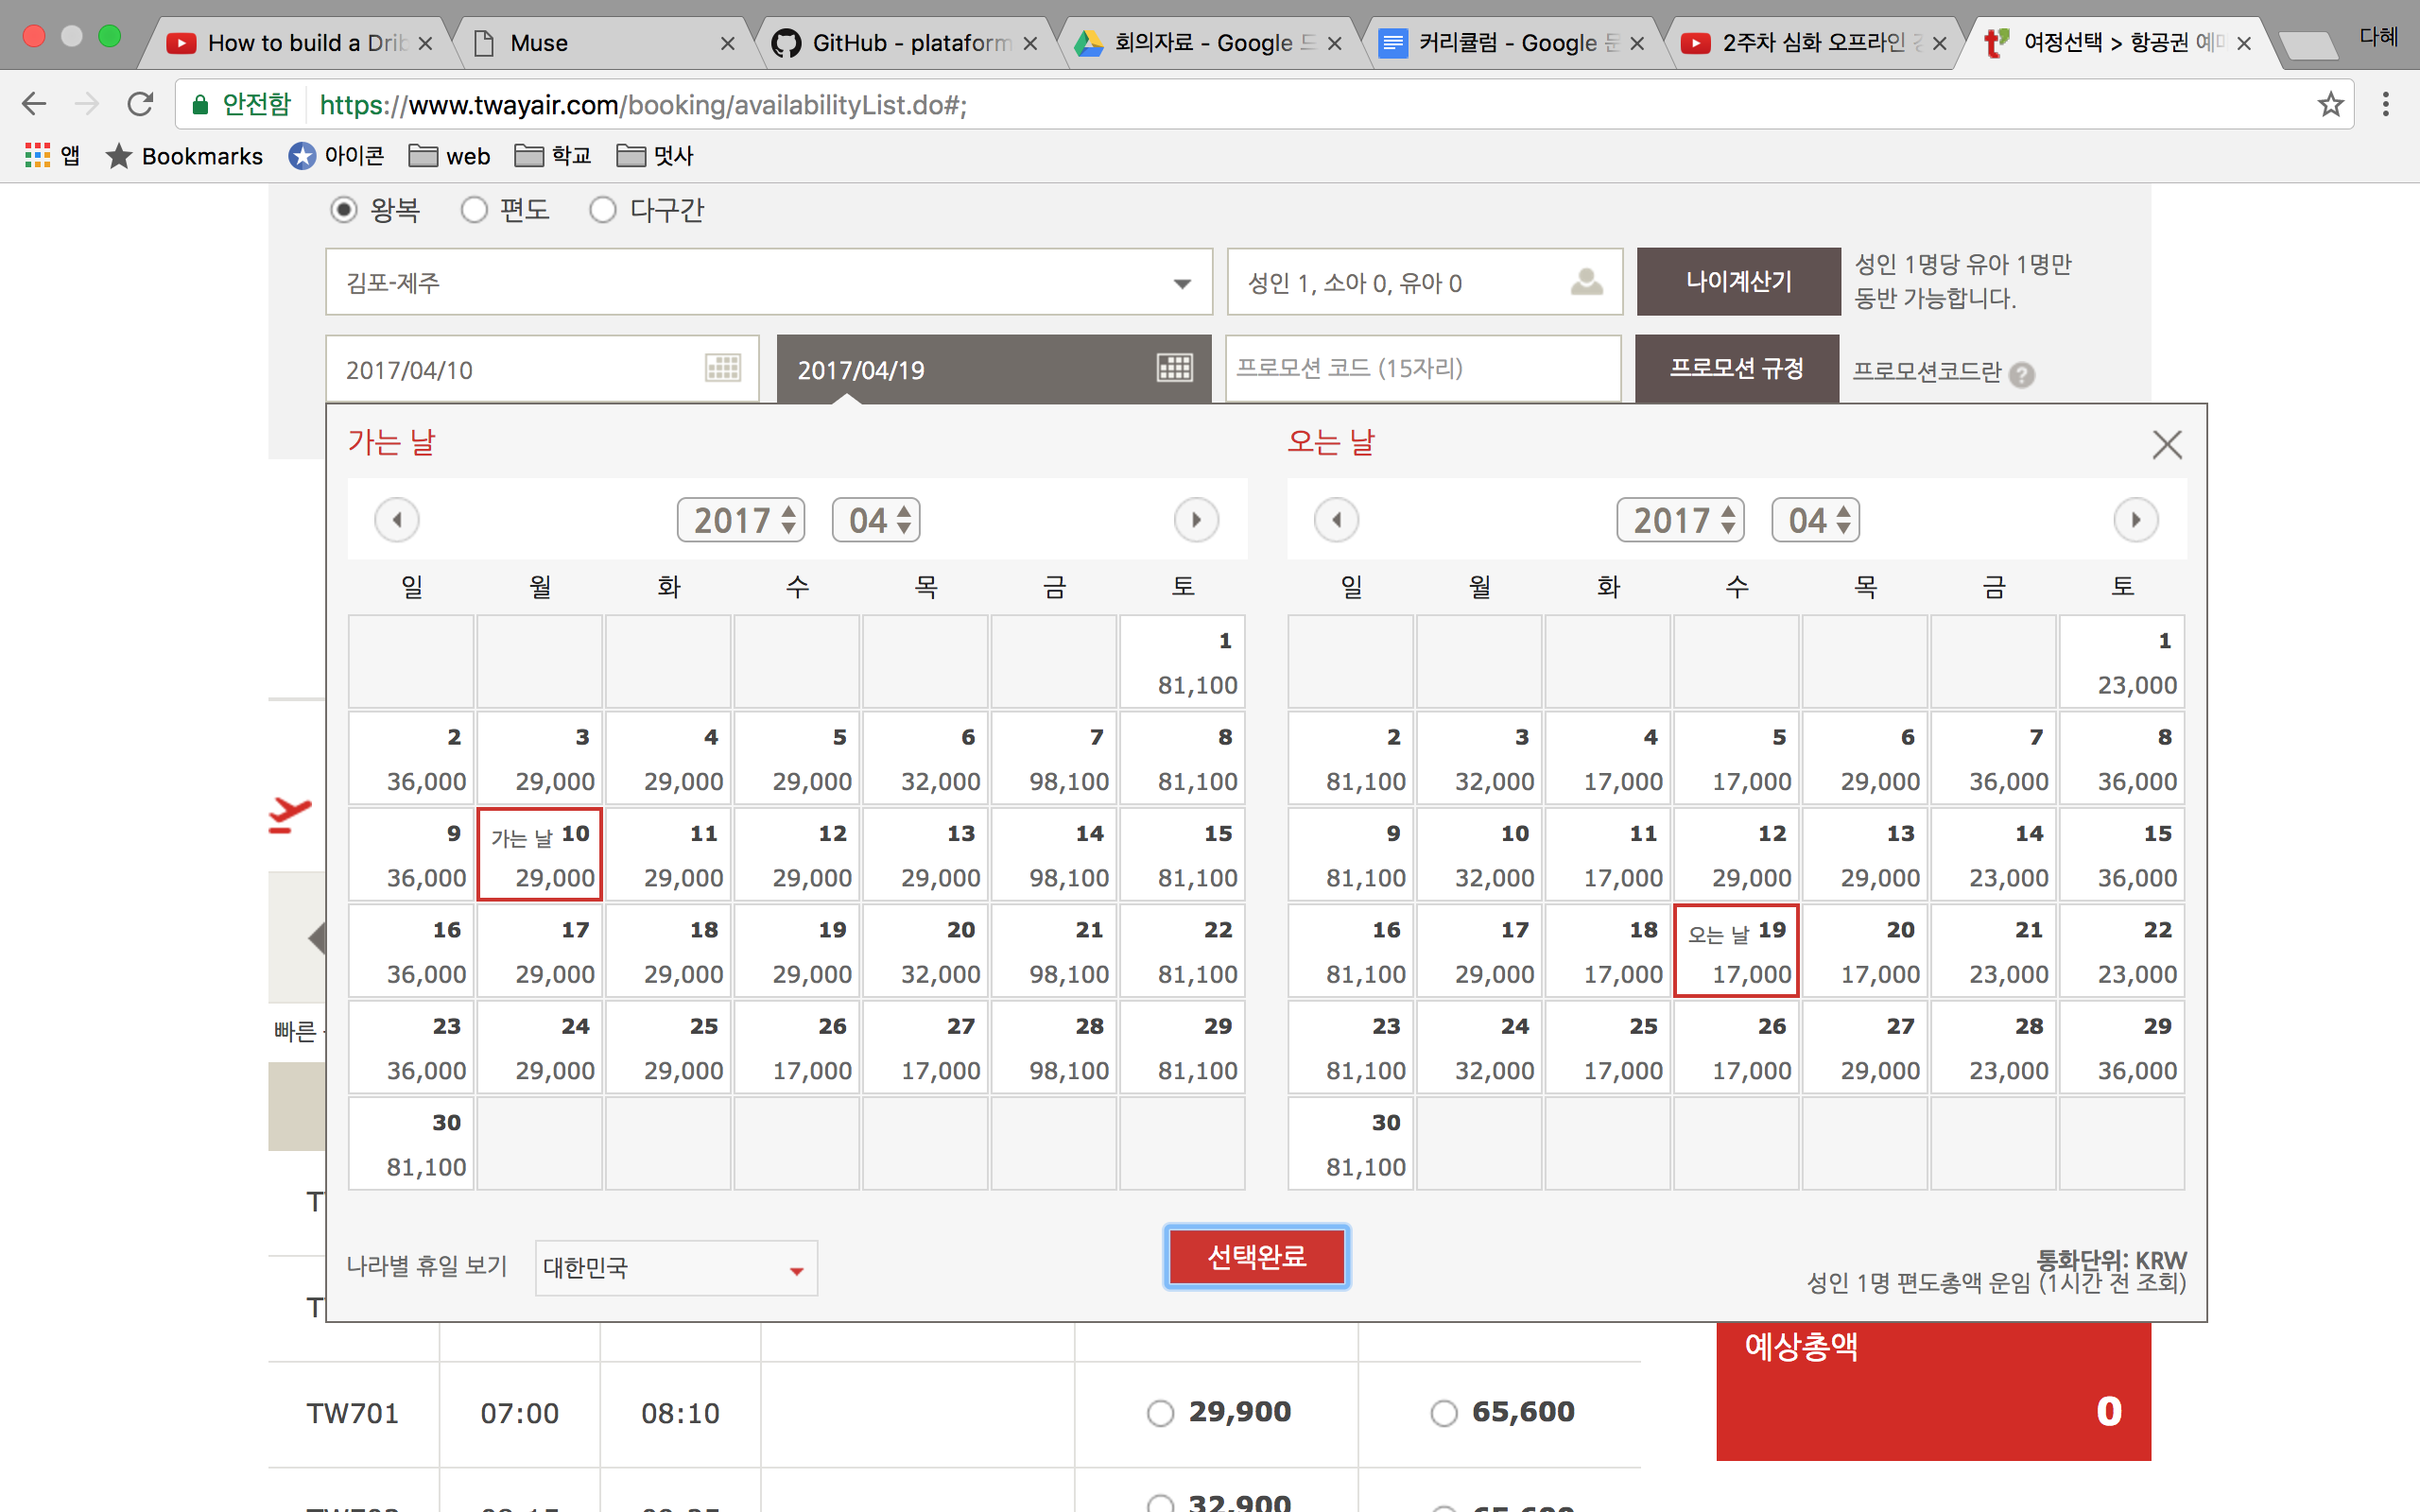 How to build a Drib
Muse
GitHub - plataform
회의자료 - Google 드
커리큘럼 - Google 문
2주차 심화 오프라인 강
여정선택 > 항공권 예매
다혜
안전함 https://www.twayair.com/booking/availabilityList.do#;
앱 Bookmarks 아이콘 web 학교 멋사
왕복 편도 다구간
김포-제주 성인 1, 소아 0, 유아 0 나이계산기 성인 1명당 유아 1명만
동반 가능합니다.
2017/04/10 2017/04/19 프로모션 코드 (15자리) 프로모션 규정 프로모션코드란 ?
가는 날
2017 04
일 월 화 수 목 금 토
1
81,100
2 3 4 5 6 7 8
36,000 29,000 29,000 29,000 32,000 98,100 81,100
9 가는 날 10 11 12 13 14 15
36,000 29,000 29,000 29,000 29,000 98,100 81,100
16 17 18 19 20 21 22
36,000 29,000 29,000 29,000 32,000 98,100 81,100
23 24 25 26 27 28 29
36,000 29,000 29,000 17,000 17,000 98,100 81,100
30
81,100
오는 날
2017 04
일 월 화 수 목 금 토
1
23,000
2 3 4 5 6 7 8
81,100 32,000 17,000 17,000 29,000 36,000 36,000
9 10 11 12 13 14 15
81,100 32,000 17,000 29,000 29,000 23,000 36,000
16 17 18 오는 날 19 20 21 22
81,100 29,000 17,000 17,000 17,000 23,000 23,000
23 24 25 26 27 28 29
81,100 32,000 17,000 17,000 29,000 23,000 36,000
30
81,100
나라별 휴일 보기 대한민국 선택완료 통화단위: KRW
성인 1명 편도총액 운임 (1시간 전 조회)
빠른
예상총액
0
TW701 07:00 08:10 29,900 65,600
32,900